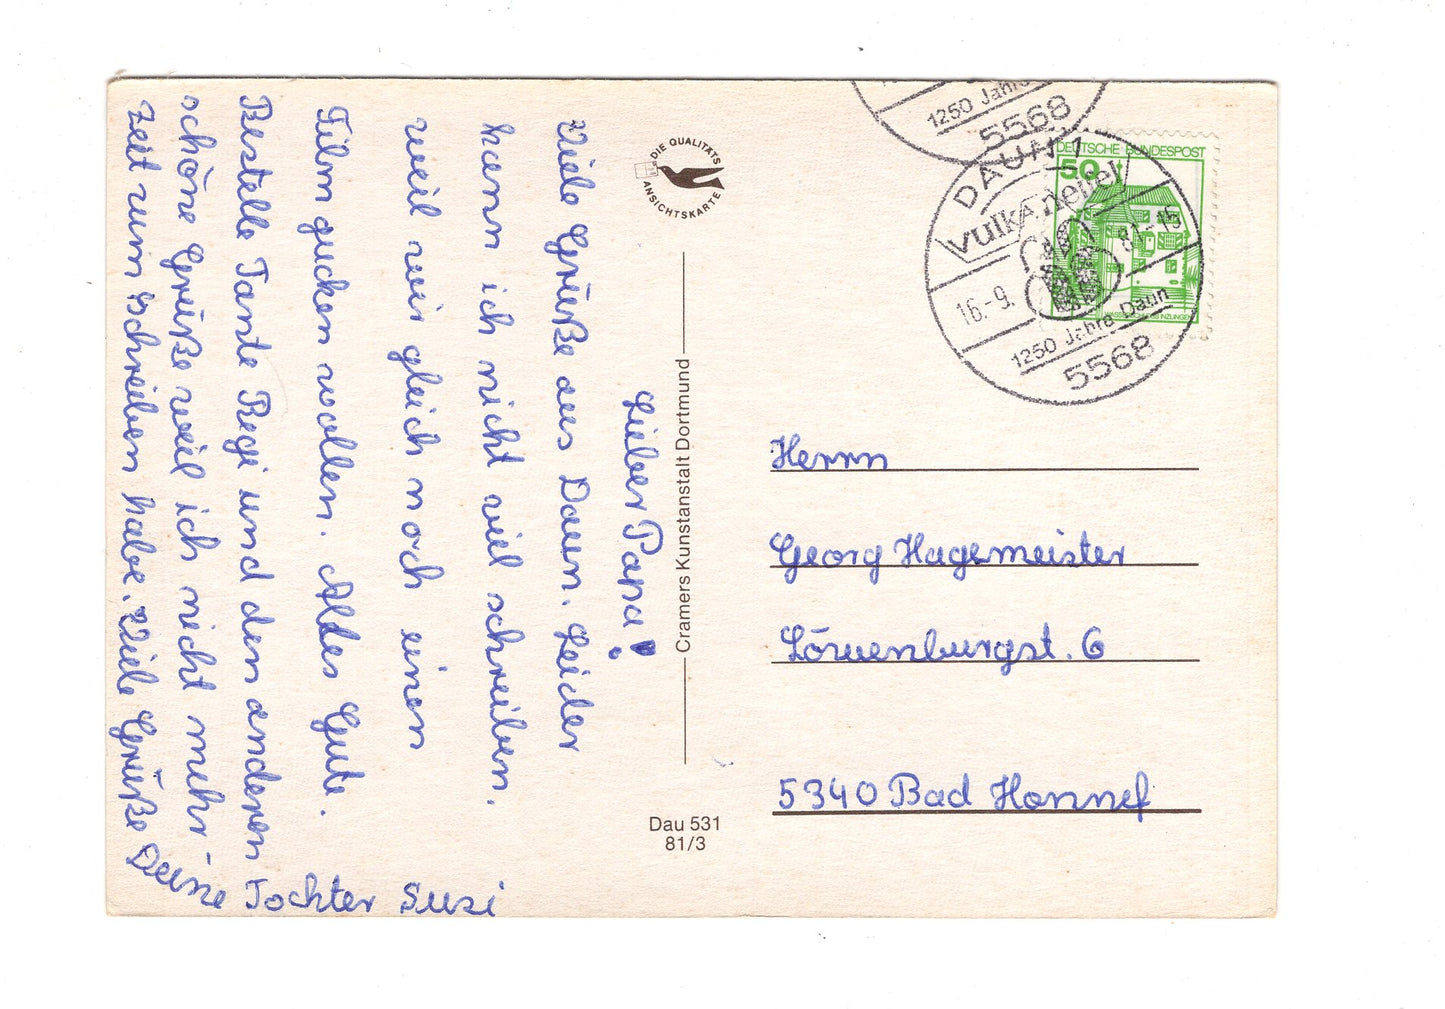 Lieber Papa!
Viele Grüße aus Daun. Leider
kann ich nicht viel schreiben.
weil wir gleich noch einen
Film gucken wollen. Alles Gute.
Bestelle Tante Regi und den anderen
schöne Grüße weil ich nicht mehr
Zeit zum schreiben habe. Viele Grüße
Deine Tochter Susi
DIE QUALITÄTS
ANSICHTSKARTE
Cramers Kunstanstalt Dortmund
Dau 531
81/3
1250 Jahre
5568
DEUTSCHE BUNDESPOST
50
DAUN 1
Vulkaneifel
16.-9. 81-16
1250 Jahre Daun
5568
Herrn
Georg Hagemeister
Löwenburgst. 6
5340 Bad Honnef